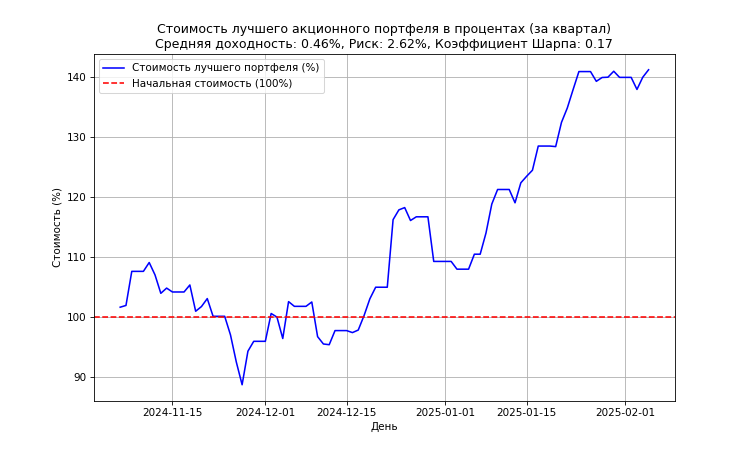 Стоимость лучшего акционного портфеля в процентах (за квартал)
Средняя доходность: 0.46%, Риск: 2.62%, Коэффициент Шарпа: 0.17
Стоимость лучшего портфеля (%)
Начальная стоимость (100%)
Стоимость (%)
140
130
120
110
100
90
2024-11-15
2024-12-01
2024-12-15
2025-01-01
2025-01-15
2025-02-01
День